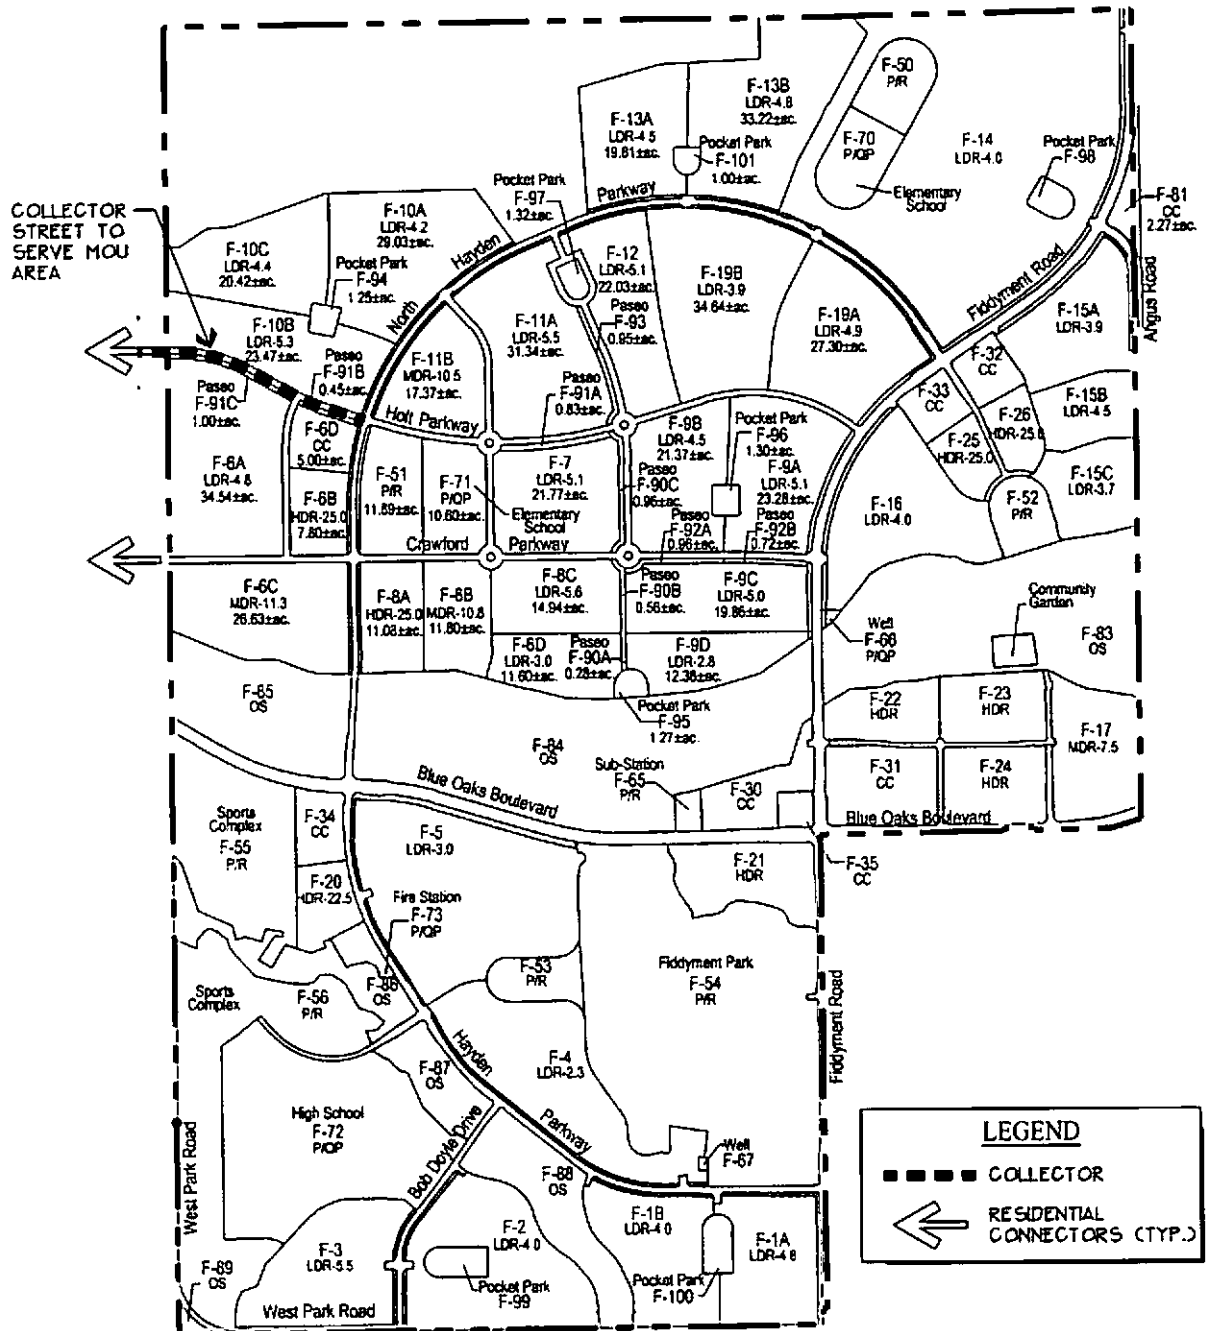 F-50
P/R
F-13B
LDR-4.8
33.22±ac.
F-13A
LDR-4.5
19.81±ac.
F-70
P/QP
F-14
LDR-4.0
Pocket Park
F-98
Pocket Park
F-101
1.00±ac.
Elementary
School
Pocket Park
F-97
1.32±ac.
Parkway
F-81
CC
2.27±ac.
COLLECTOR
STREET TO
SERVE MOU
AREA
F-10A
LDR-4.2
29.03±ac.
F-10C
LDR-4.4
20.42±ac.
Hayden
F-12
LDR-5.1
22.03±ac.
F-19B
LDR-3.9
34.64±ac.
Fiddyment Road
Angus Road
Pocket Park
F-94
1.25±ac.
North
Paseo
F-93
0.95±ac.
F-15A
LDR-3.9
F-19A
LDR-4.9
27.30±ac.
F-10B
LDR-5.3
23.47±ac.
F-11A
LDR-5.5
31.34±ac.
F-11B
MDR-10.5
17.37±ac.
F-32
CC
F-33
CC
Paseo
F-91B
0.45±ac.
Paseo
F-91C
1.00±ac.
Paseo
F-91A
0.83±ac.
F-15B
LDR-4.5
F-26
HDR-25.0
F-25
HDR-25.0
Holt Parkway
F-6D
CC
5.00±ac.
F-9B
LDR-4.5
21.37±ac.
Pocket Park
F-96
1.30±ac.
F-6A
LDR-4.8
34.54±ac.
F-51
P/R
11.89±ac.
F-71
P/QP
10.60±ac.
F-7
LDR-5.1
21.77±ac.
Paseo
F-90C
0.96±ac.
F-9A
LDR-5.1
23.28±ac.
F-15C
LDR-3.7
F-6B
HDR-25.0
7.80±ac.
Elementary
School
F-16
LDR-4.0
F-52
P/R
Paseo
F-92A
0.96±ac.
Paseo
F-92B
0.72±ac.
Crawford Parkway
F-6C
MDR-11.3
26.63±ac.
F-8A
HDR-25.0
11.08±ac.
F-8B
MDR-10.8
11.80±ac.
F-8C
LDR-5.6
14.94±ac.
Paseo
F-90B
0.56±ac.
F-9C
LDR-5.0
19.86±ac.
Community
Garden
Well
F-66
P/QP
F-83
OS
F-6D
LDR-3.0
11.60±ac.
Paseo
F-90A
0.28±ac.
F-9D
LDR-2.8
12.38±ac.
F-85
OS
Pocket Park
F-95
1.27±ac.
F-22
HDR
F-23
HDR
F-17
MDR-7.5
F-84
OS
Sub-Station
F-65
P/R
F-30
CC
F-31
CC
F-24
HDR
Blue Oaks Boulevard
Blue Oaks Boulevard
Sports
Complex
F-55
P/R
F-34
CC
F-5
LDR-3.0
F-21
HDR
F-35
CC
F-20
HDR-22.5
Fire Station
F-73
P/QP
F-53
P/R
Fiddyment Park
F-54
P/R
Sports
Complex
F-56
P/R
F-86
OS
Fiddyment Road
Hayden
F-4
LDR-2.3
F-87
OS
High School
F-72
P/QP
Parkway
Bob Doyle Drive
West Park Road
Well
F-67
F-88
OS
F-2
LDR-4.0
F-1B
LDR-4.0
F-1A
LDR-4.8
F-3
LDR-5.5
F-89
OS
Pocket Park
F-99
Pocket Park
F-100
West Park Road
LEGEND
COLLECTOR
RESIDENTIAL
CONNECTORS (TYP.)